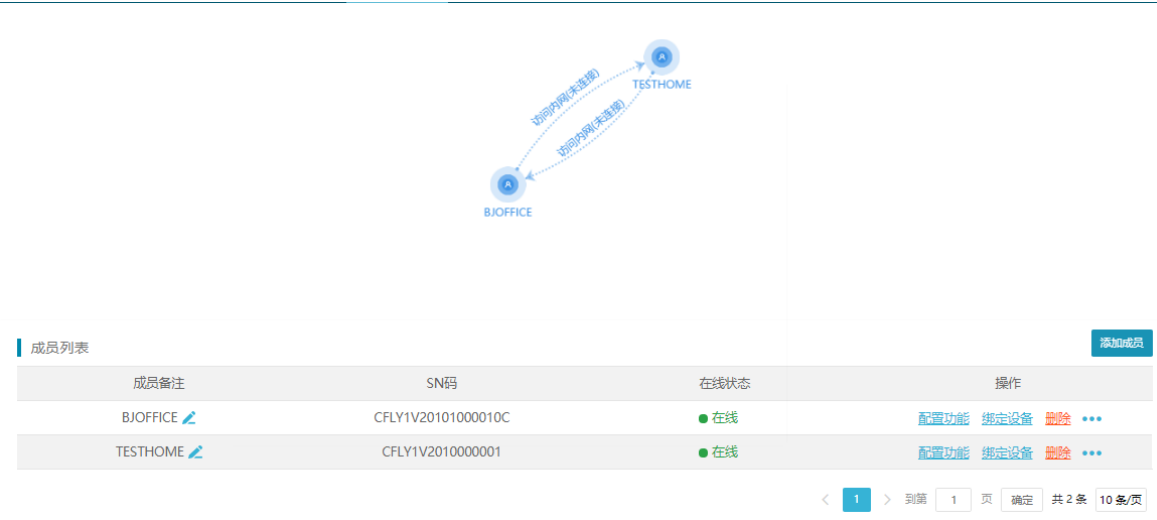 TESTHOME
访问内网(未连接)
访问内网(未连接)
BJOFFICE
成员列表
添加成员
成员备注 SN码 在线状态 操作
BJOFFICE CFLY1V20101000010C 在线 配置功能 绑定设备 删除 •••
TESTHOME CFLY1V2010000001 在线 配置功能 绑定设备 删除 •••
< 1 > 到第 1 页 确定 共 2 条 10 条/页